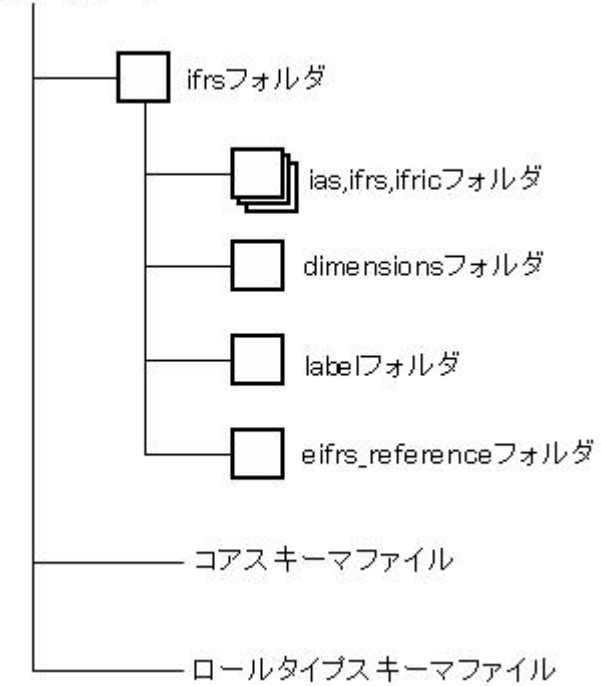 ifrsフォルダ
ias,ifrs,ifricフォルダ
dimensionsフォルダ
labelフォルダ
eifrs_referenceフォルダ
コアスキーマファイル
ロールタイプスキーマファイル